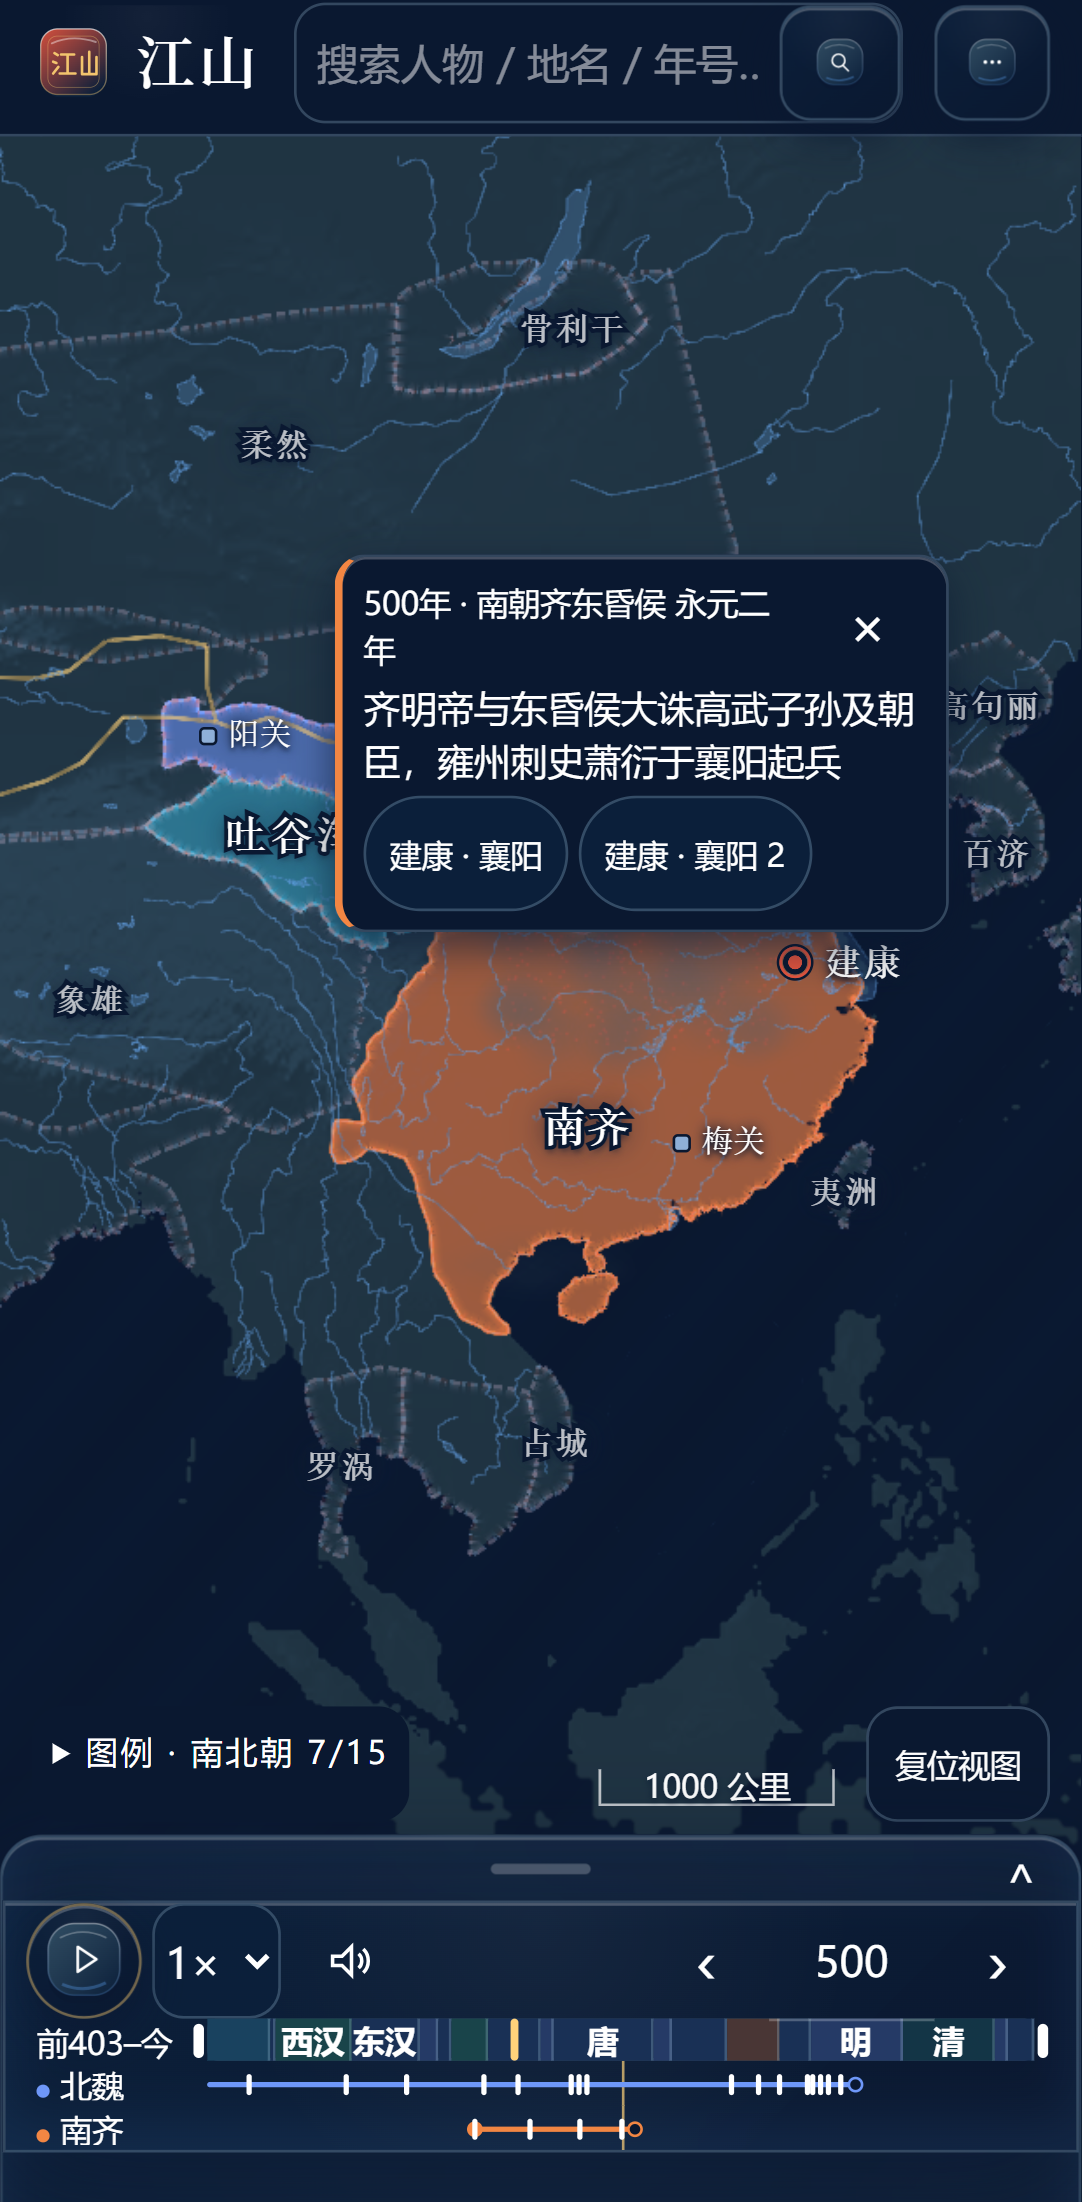 江山
江山
搜索人物 / 地名 / 年号..
骨利干
柔然
500年 · 南朝齐东昏侯 永元二
年
齐明帝与东昏侯大诛高武子孙及朝
臣，雍州刺史萧衍于襄阳起兵
建康 · 襄阳
建康 · 襄阳 2
高句丽
阳关
吐谷
百济
建康
象雄
南齐
梅关
夷洲
占城
罗涡
图例 · 南北朝 7/15
1000 公里
复位视图
1×
500
前403–今
西汉 东汉 唐 明 清
北魏
南齐